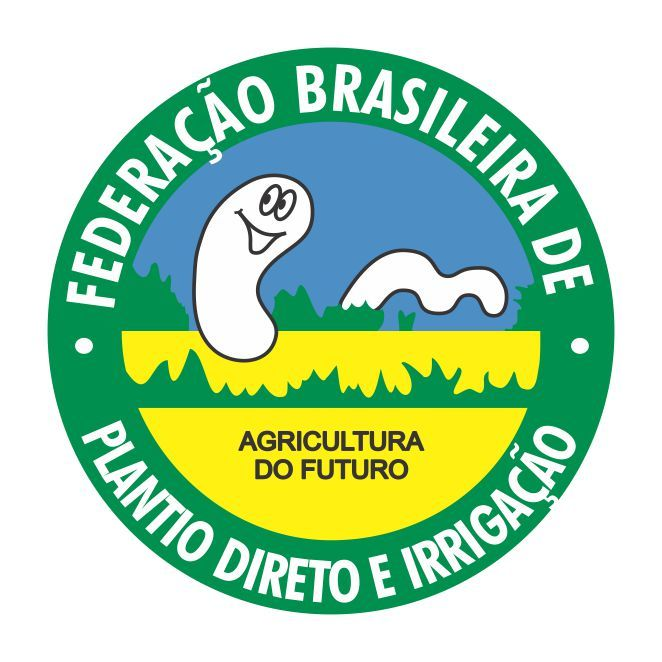 FEDERAÇÃO BRASILEIRA DE
AGRICULTURA
DO FUTURO
PLANTIO DIRETO E IRRIGAÇÃO